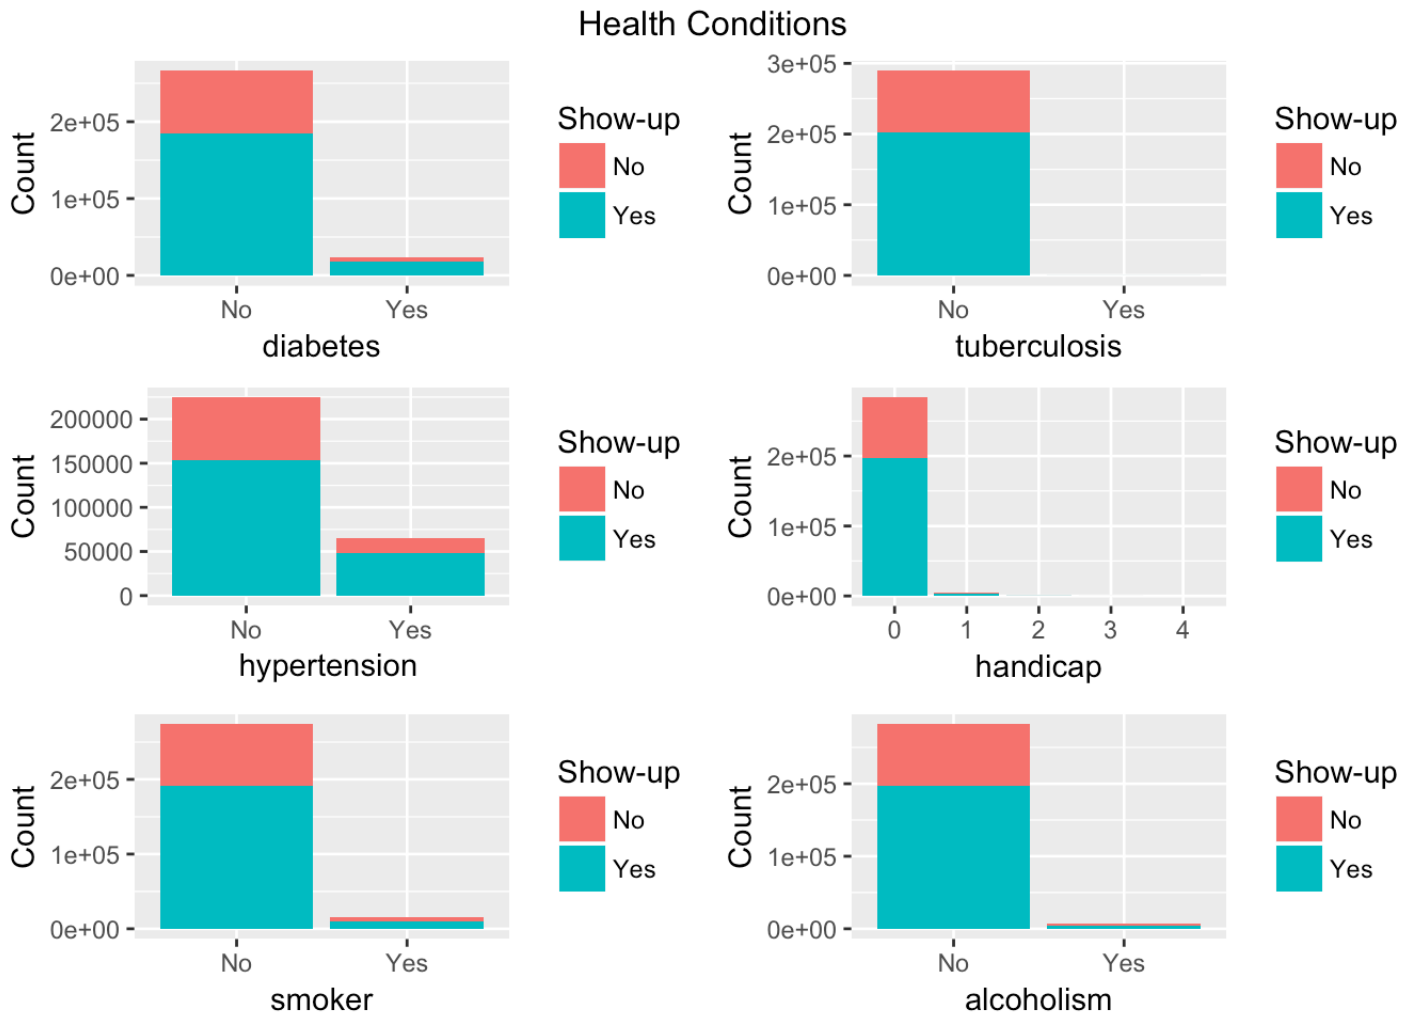 Health Conditions
Count
2e+05
1e+05
0e+00
No
Yes
diabetes
Show-up
No
Yes
Count
3e+05
2e+05
1e+05
0e+00
No
Yes
tuberculosis
Show-up
No
Yes
Count
200000
150000
100000
50000
0
No
Yes
hypertension
Show-up
No
Yes
Count
2e+05
1e+05
0e+00
0
1
2
3
4
handicap
Show-up
No
Yes
Count
2e+05
1e+05
0e+00
No
Yes
smoker
Show-up
No
Yes
Count
2e+05
1e+05
0e+00
No
Yes
alcoholism
Show-up
No
Yes